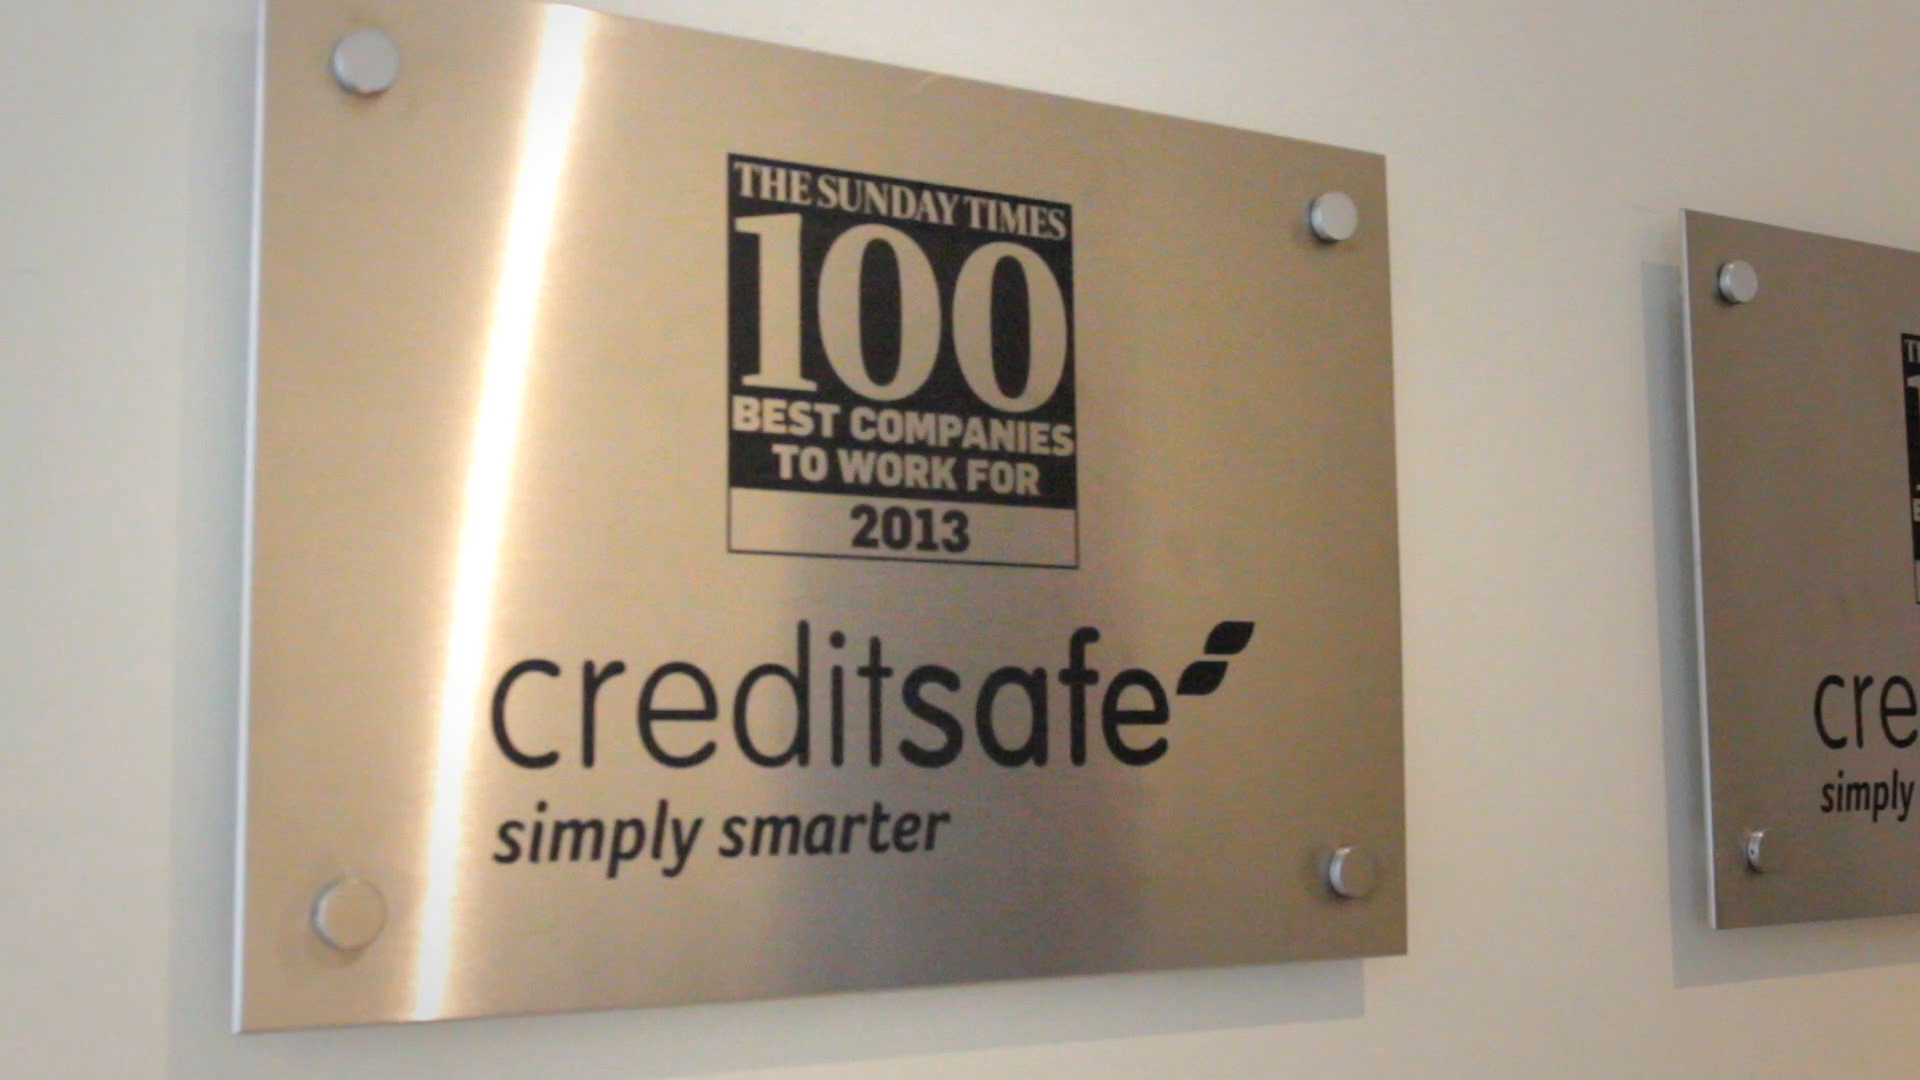 THE SUNDAY TIMES
100
BEST COMPANIES
TO WORK FOR
2013
creditsafe
simply smarter
cre
simply